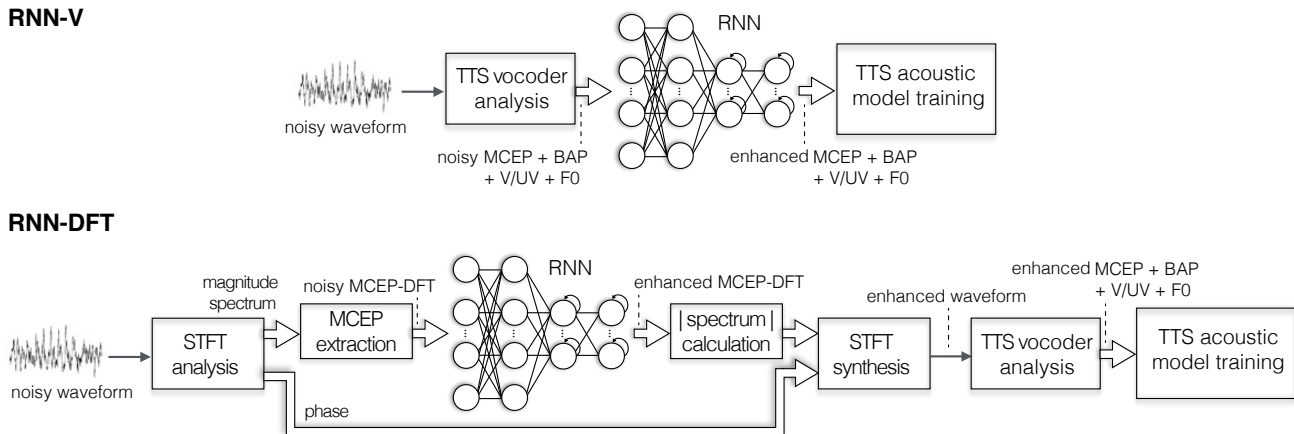 RNN-V
RNN
TTS vocoder
analysis
TTS acoustic
model training
noisy waveform
noisy MCEP + BAP
+ V/UV + F0
enhanced MCEP + BAP
+ V/UV + F0
RNN-DFT
magnitude
spectrum
noisy MCEP-DFT
RNN
enhanced MCEP-DFT
enhanced waveform
enhanced MCEP + BAP
+ V/UV + F0
noisy waveform
STFT
analysis
MCEP
extraction
|spectrum|
calculation
STFT
synthesis
TTS vocoder
analysis
TTS acoustic
model training
phase